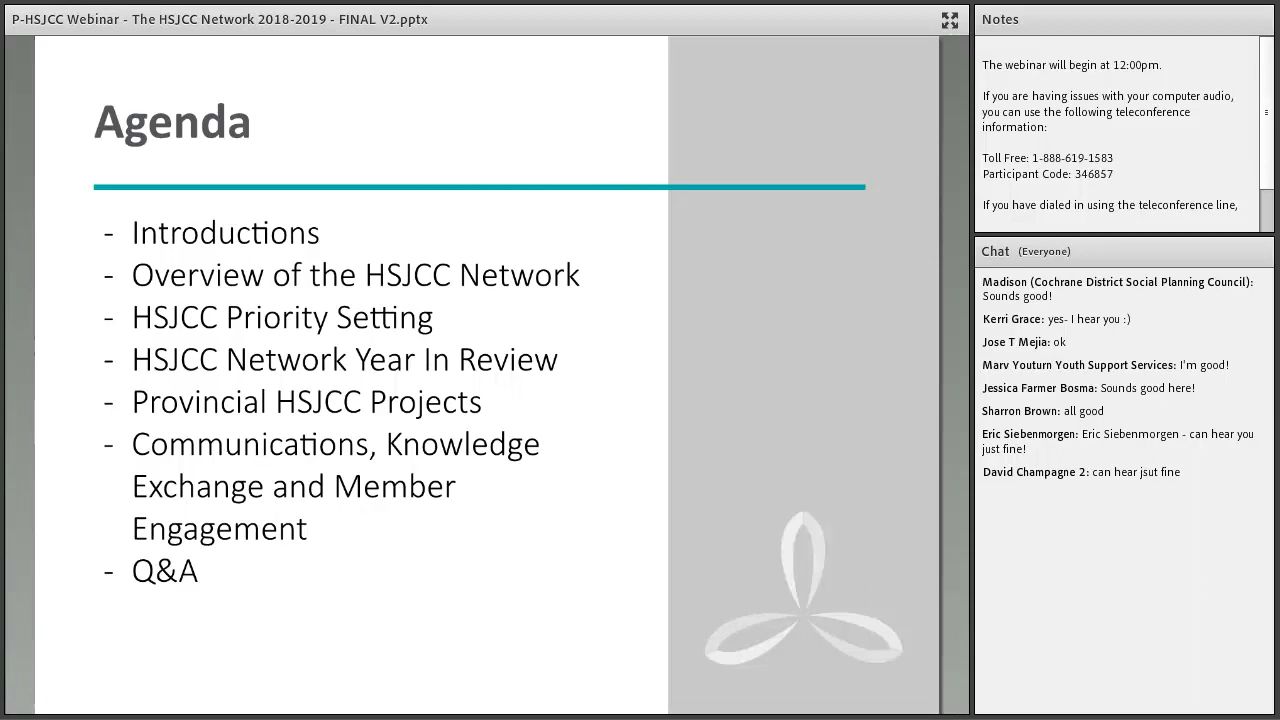 P-HSJCC Webinar - The HSJCC Network 2018-2019 - FINAL V2.pptx
Agenda
- Introductions
- Overview of the HSJCC Network
- HSJCC Priority Setting
- HSJCC Network Year In Review
- Provincial HSJCC Projects
- Communications, Knowledge
Exchange and Member
Engagement
- Q&A
Notes
The webinar will begin at 12:00pm.
If you are having issues with your computer audio,
you can use the following teleconference
information:
Toll Free: 1-888-619-1583
Participant Code: 346857
If you have dialed in using the teleconference line,
Chat (Everyone)
Madison (Cochrane District Social Planning Council):
Sounds good!
Kerri Grace: yes- I hear you :)
Jose T Mejia: ok
Marv Youturn Youth Support Services: I'm good!
Jessica Farmer Bosma: Sounds good here!
Sharron Brown: all good
Eric Siebenmorgen: Eric Siebenmorgen - can hear you
just fine!
David Champagne 2: can hear jsut fine